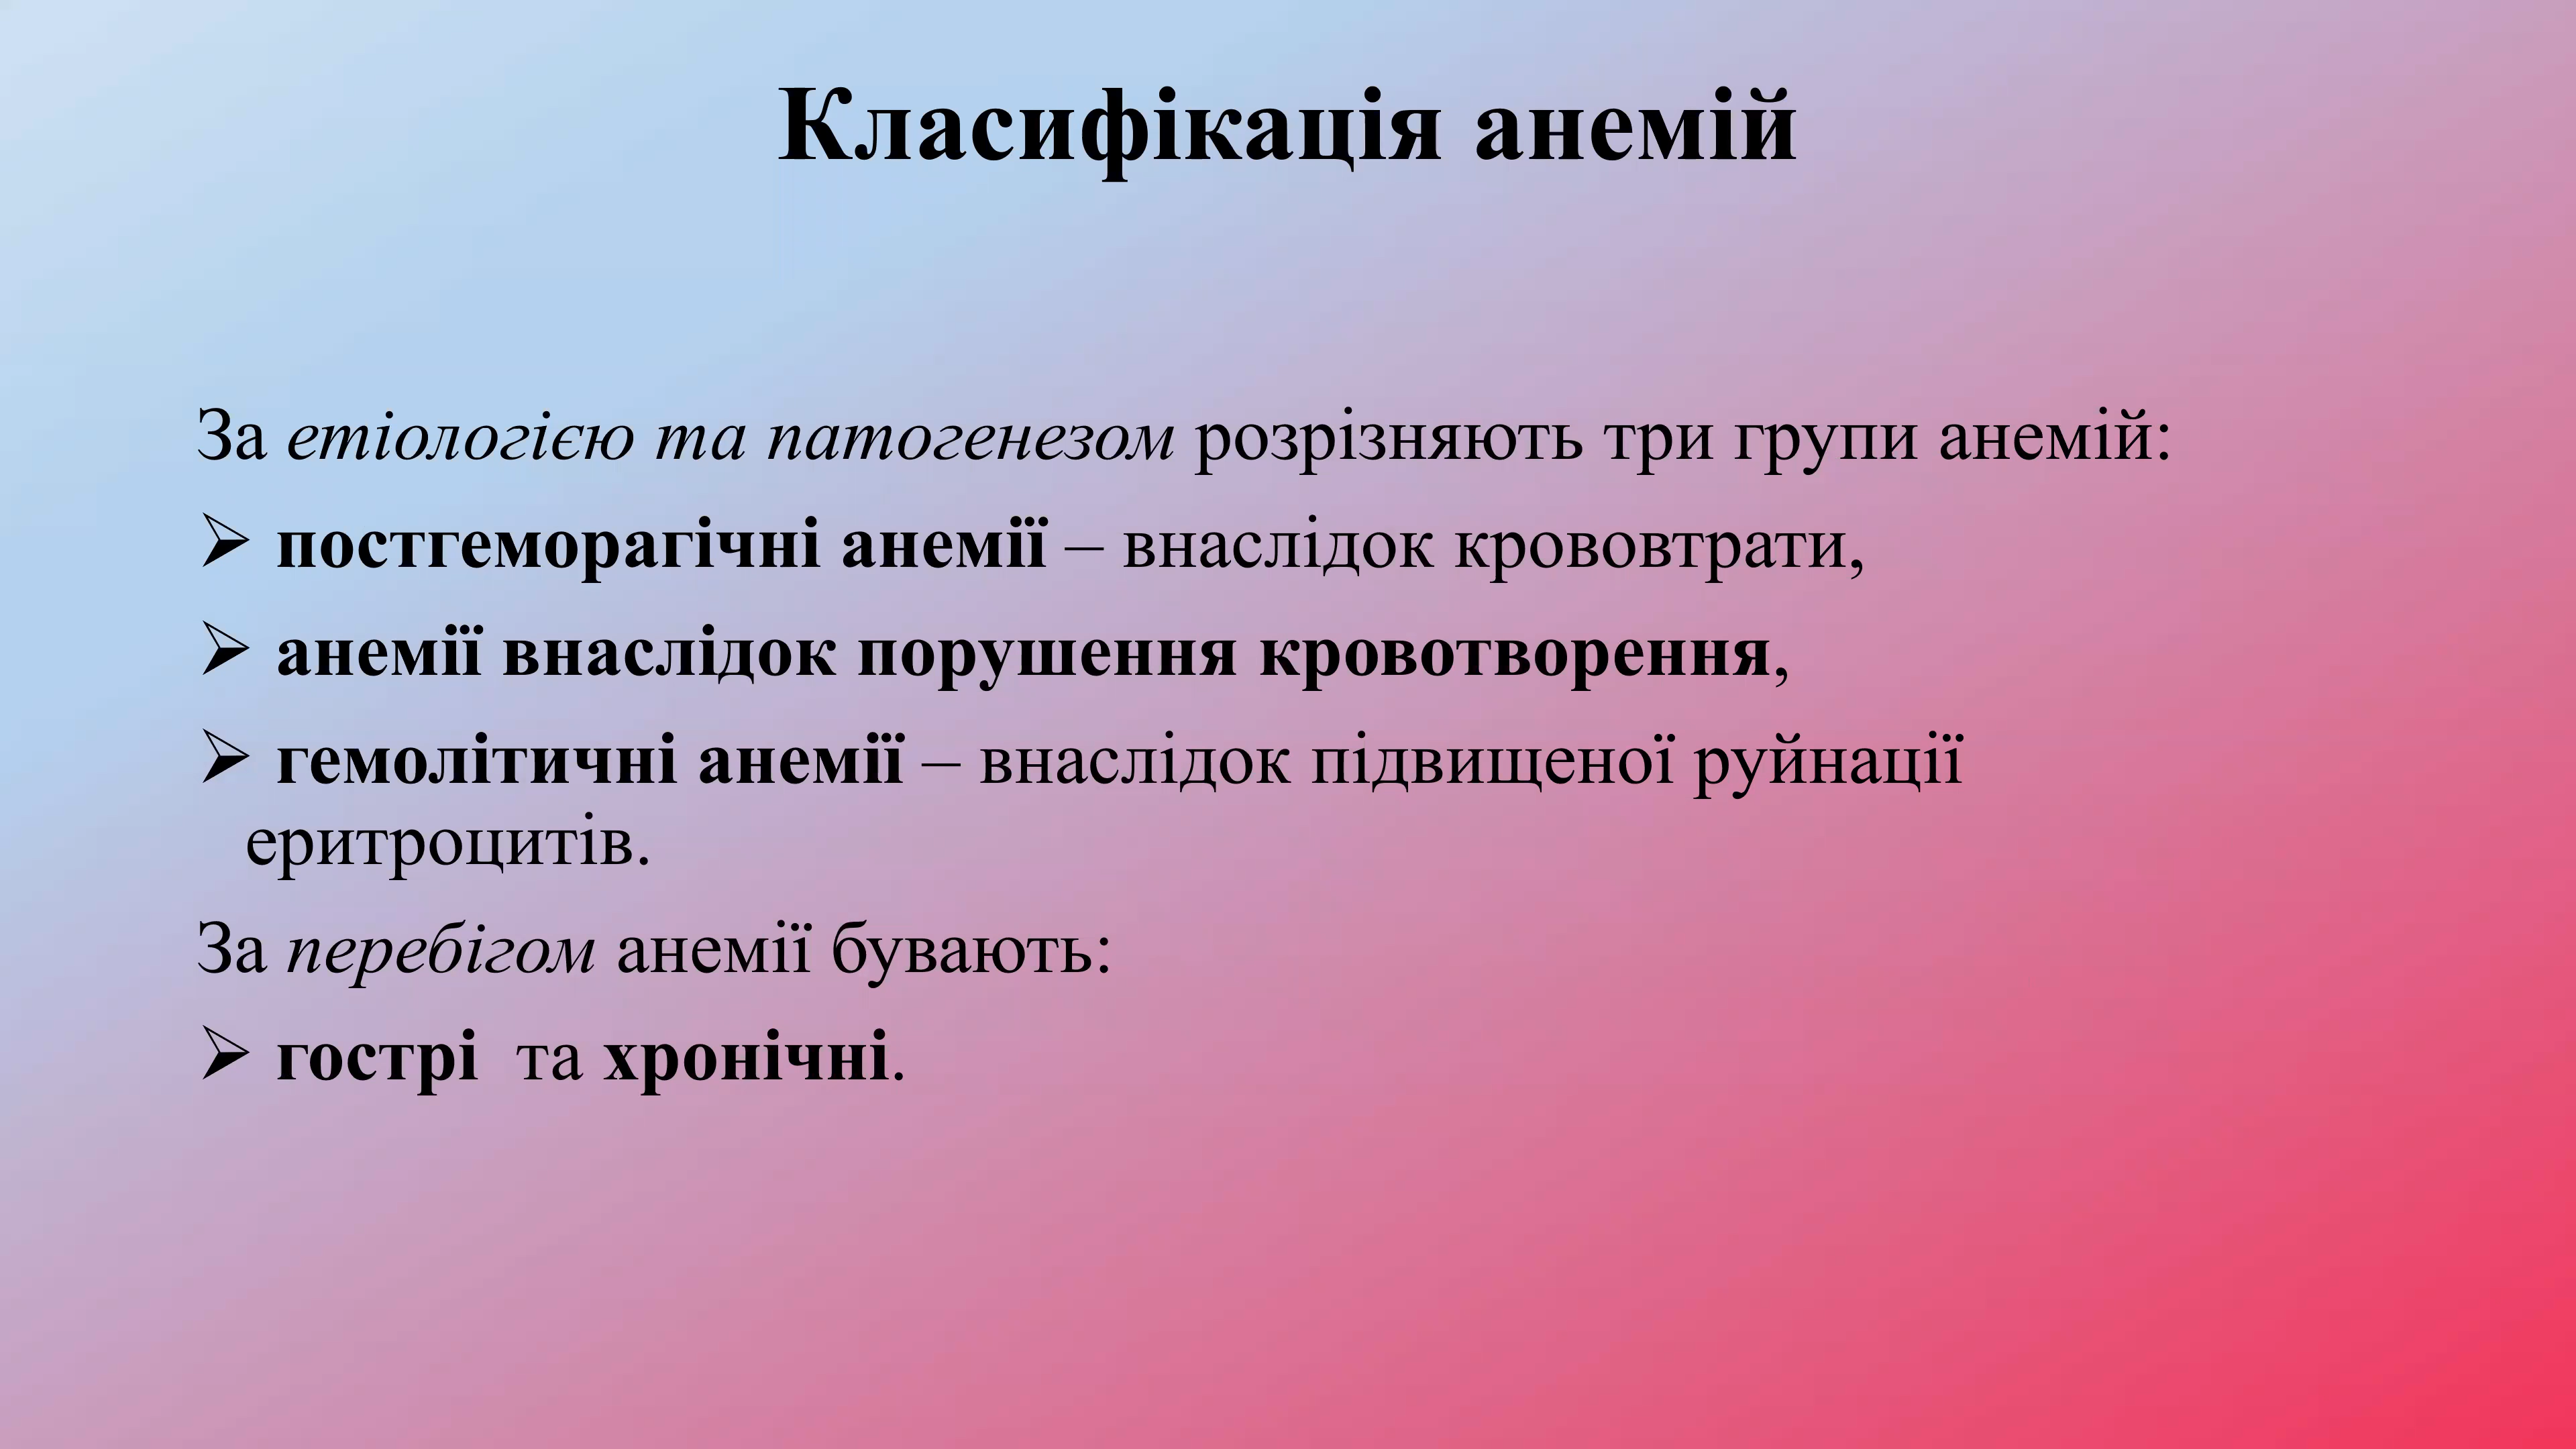 Класифікація анемій
За етіологією та патогенезом розрізняють три групи анемій:
➢ постгеморагічні анемії – внаслідок крововтрати,
➢ анемії внаслідок порушення кровотворення,
➢ гемолітичні анемії – внаслідок підвищеної руйнації
еритроцитів.
За перебігом анемії бувають:
➢ гострі  та хронічні.